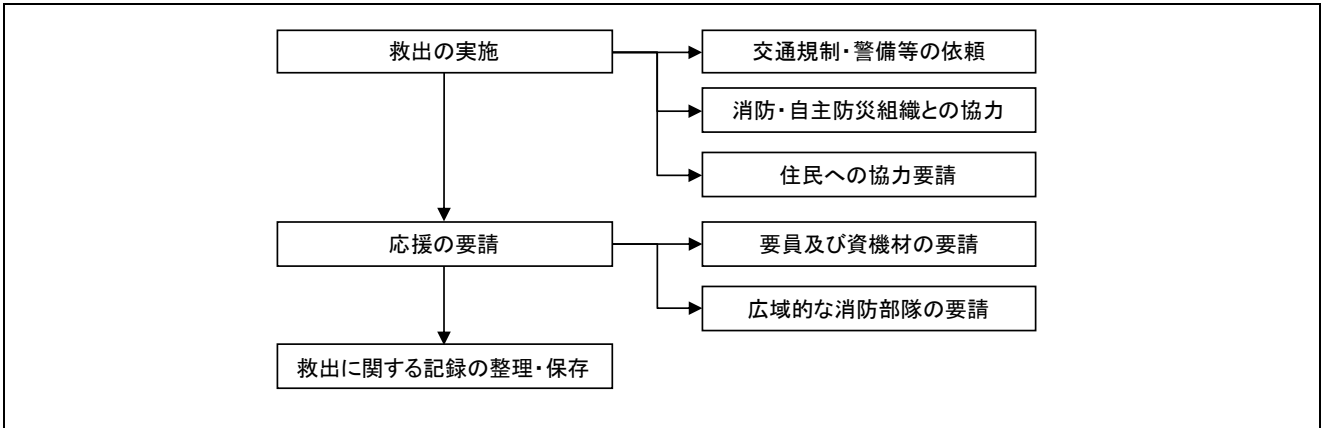 救出の実施
交通規制・警備等の依頼
消防・自主防災組織との協力
住民への協力要請
応援の要請
要員及び資機材の要請
広域的な消防部隊の要請
救出に関する記録の整理・保存